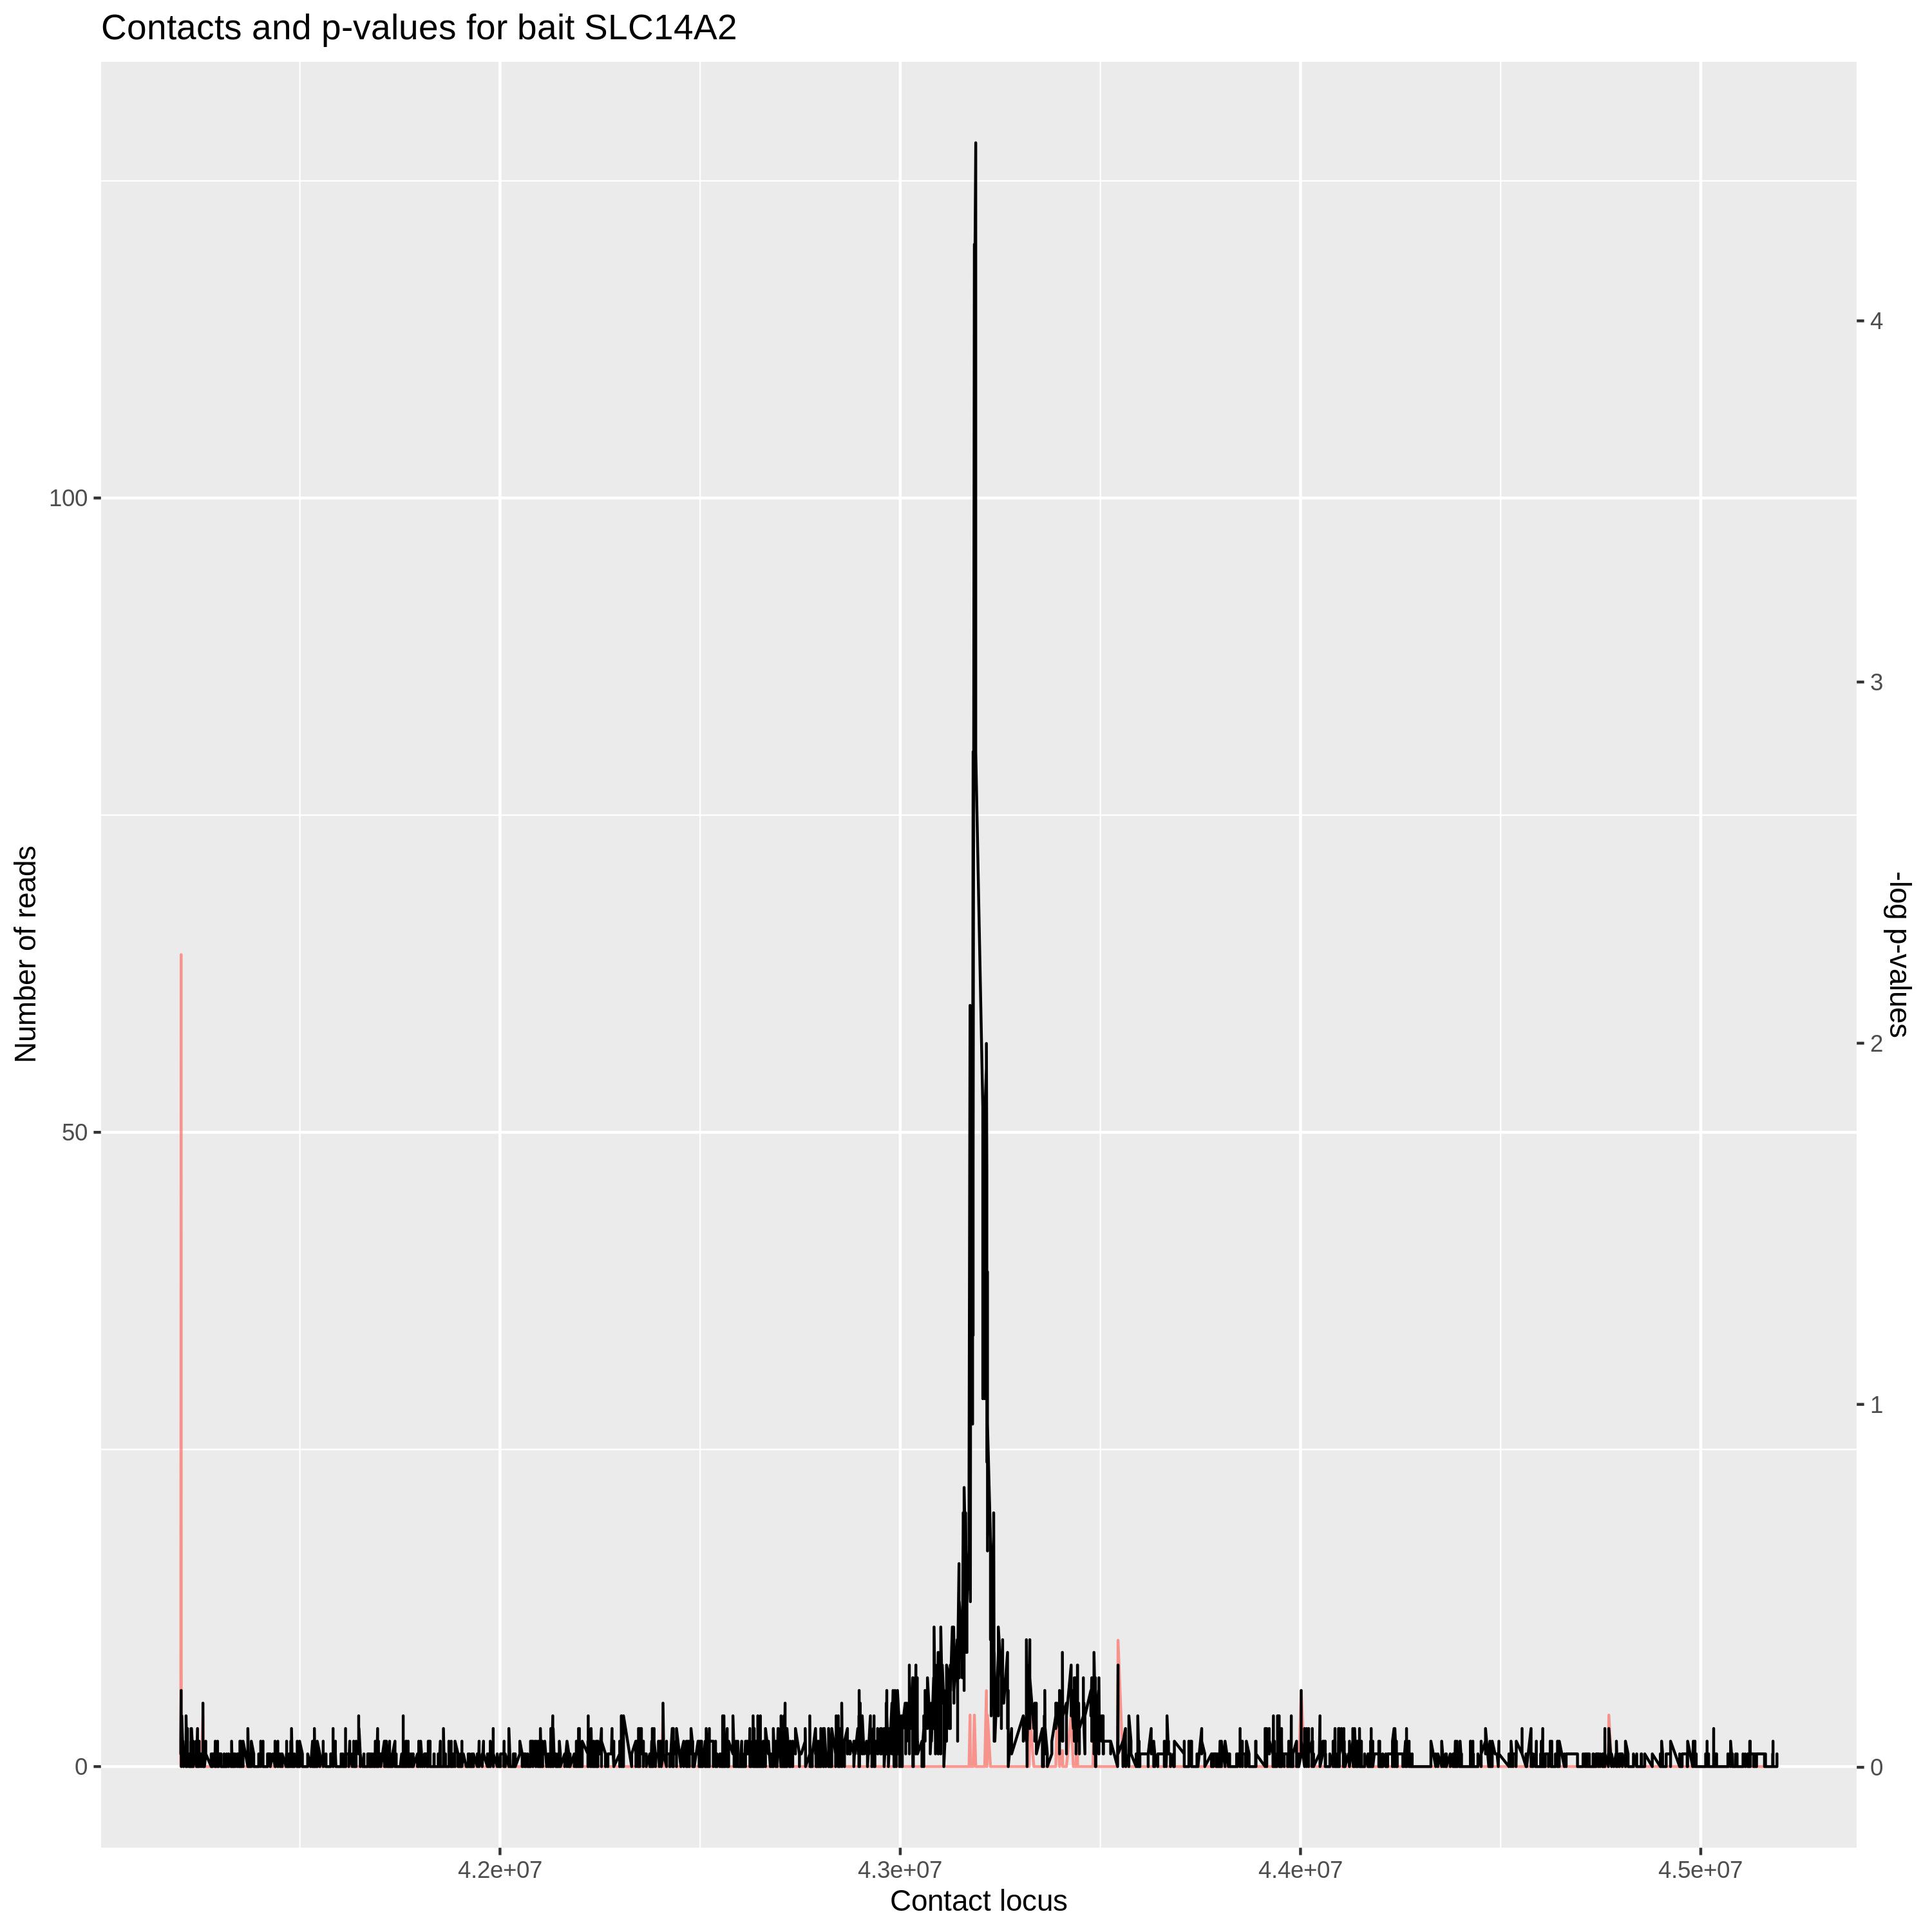 Contacts and p-values for bait SLC14A2
Number of reads
100
50
0
-log p-values
4
3
2
1
0
4.2e+07
4.3e+07
4.4e+07
4.5e+07
Contact locus